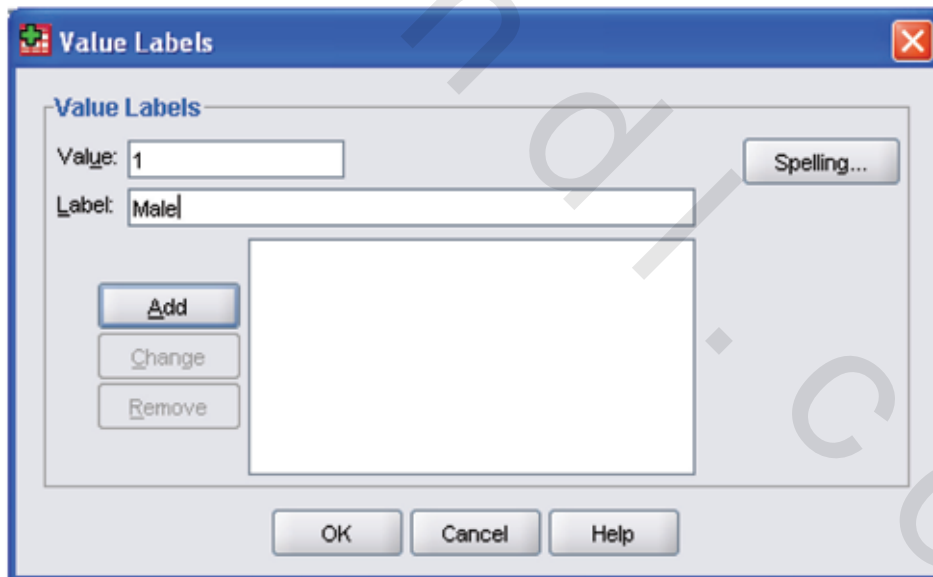 Value Labels
Value Labels
Value: 1
Spelling...
Label: Male
Add
Change
Remove
OK Cancel Help